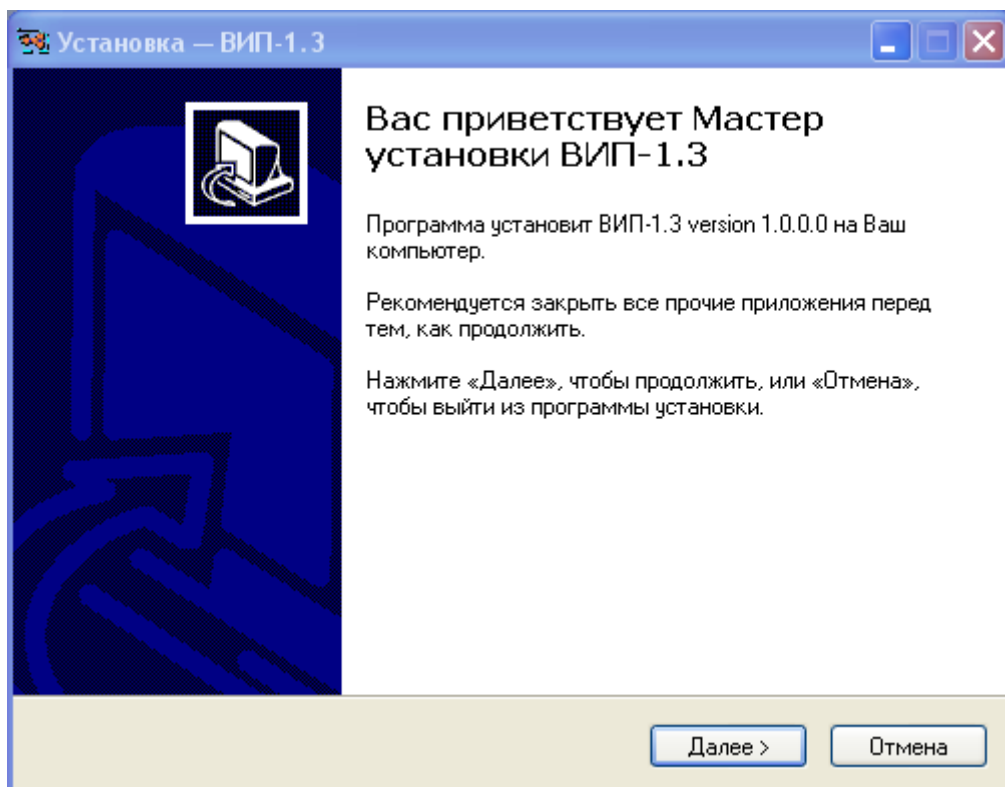 Установка — ВИП-1.3
Вас приветствует Мастер
установки ВИП-1.3
Программа установит ВИП-1.3 version 1.0.0.0 на Ваш
компьютер.
Рекомендуется закрыть все прочие приложения перед
тем, как продолжить.
Нажмите «Далее», чтобы продолжить, или «Отмена»,
чтобы выйти из программы установки.
Далее >
Отмена